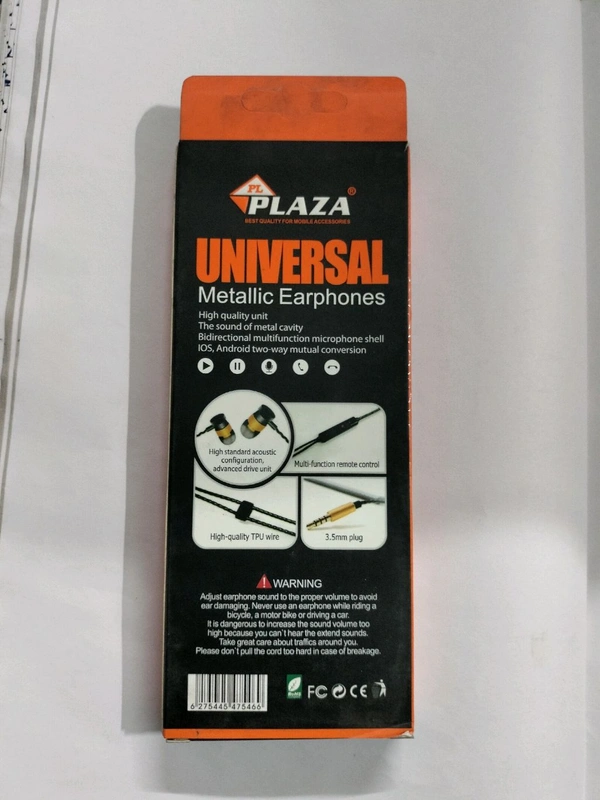 PL
PLAZA®
BEST QUALITY FOR MOBILE ACCESSORIES
UNIVERSAL
Metallic Earphones
High quality unit
The sound of metal cavity
Bidirectional multifunction microphone shell
IOS, Android two-way mutual conversion
High standard acoustic
configuration,
advanced drive unit
Multi-function remote control
High-quality TPU wire
3.5mm plug
WARNING
Adjust earphone sound to the proper volume to avoid
ear damaging. Never use an earphone while riding a
bicycle, a motor bike or driving a car.
It is dangerous to increase the sound volume too
high because you can't hear the extend sounds.
Take great care about traffics around you.
Please don't pull the cord too hard in case of breakage.
6 275445 475466
RoHS
FC CE